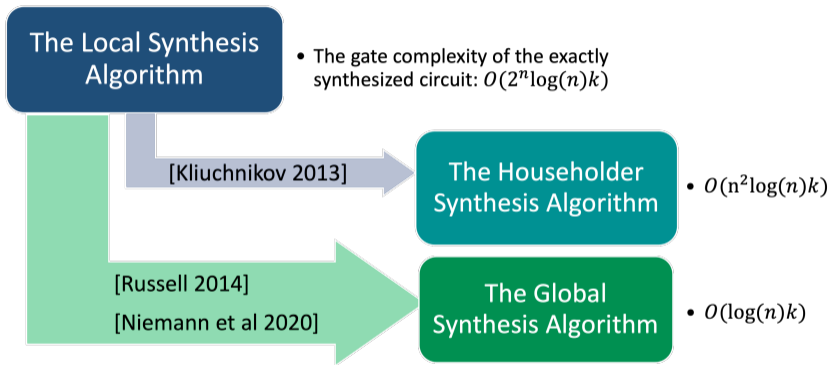 The Local Synthesis
Algorithm
• The gate complexity of the exactly
synthesized circuit: O(2ⁿlog(n)k)
[Kliuchnikov 2013]
The Householder
Synthesis Algorithm
• O(n²log(n)k)
[Russell 2014]
[Niemann et al 2020]
The Global
Synthesis Algorithm
• O(log(n)k)